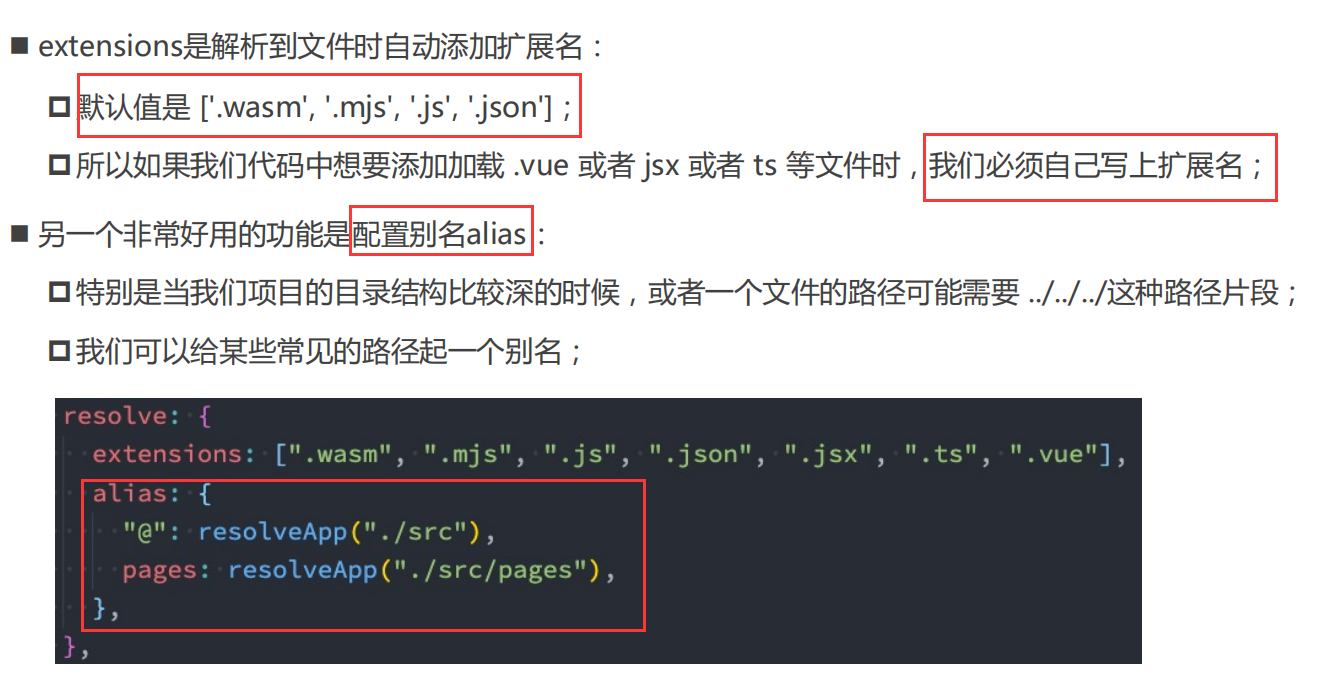 extensions是解析到文件时自动添加扩展名：
默认值是 ['.wasm', '.mjs', '.js', '.json']；
所以如果我们代码中想要添加加载 .vue 或者 jsx 或者 ts 等文件时，我们必须自己写上扩展名；
另一个非常好用的功能是配置别名alias：
特别是当我们项目的目录结构比较深的时候，或者一个文件的路径可能需要 ../../../这种路径片段；
我们可以给某些常见的路径起一个别名；
resolve: {
extensions: [".wasm", ".mjs", ".js", ".json", ".jsx", ".ts", ".vue"],
alias: {
"@": resolveApp("./src"),
pages: resolveApp("./src/pages"),
},
},